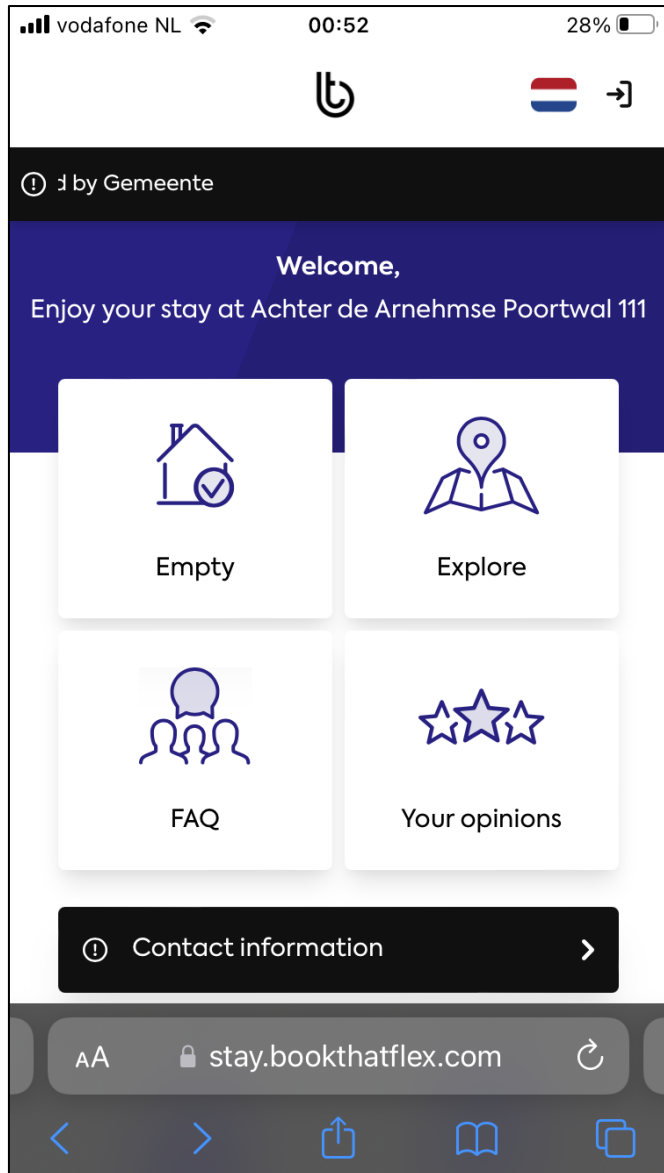 vodafone NL 00:52 28%
d by Gemeente
Welcome,
Enjoy your stay at Achter de Arnehmse Poortwal 111
Empty
Explore
FAQ
Your opinions
Contact information
AA stay.bookthatflex.com